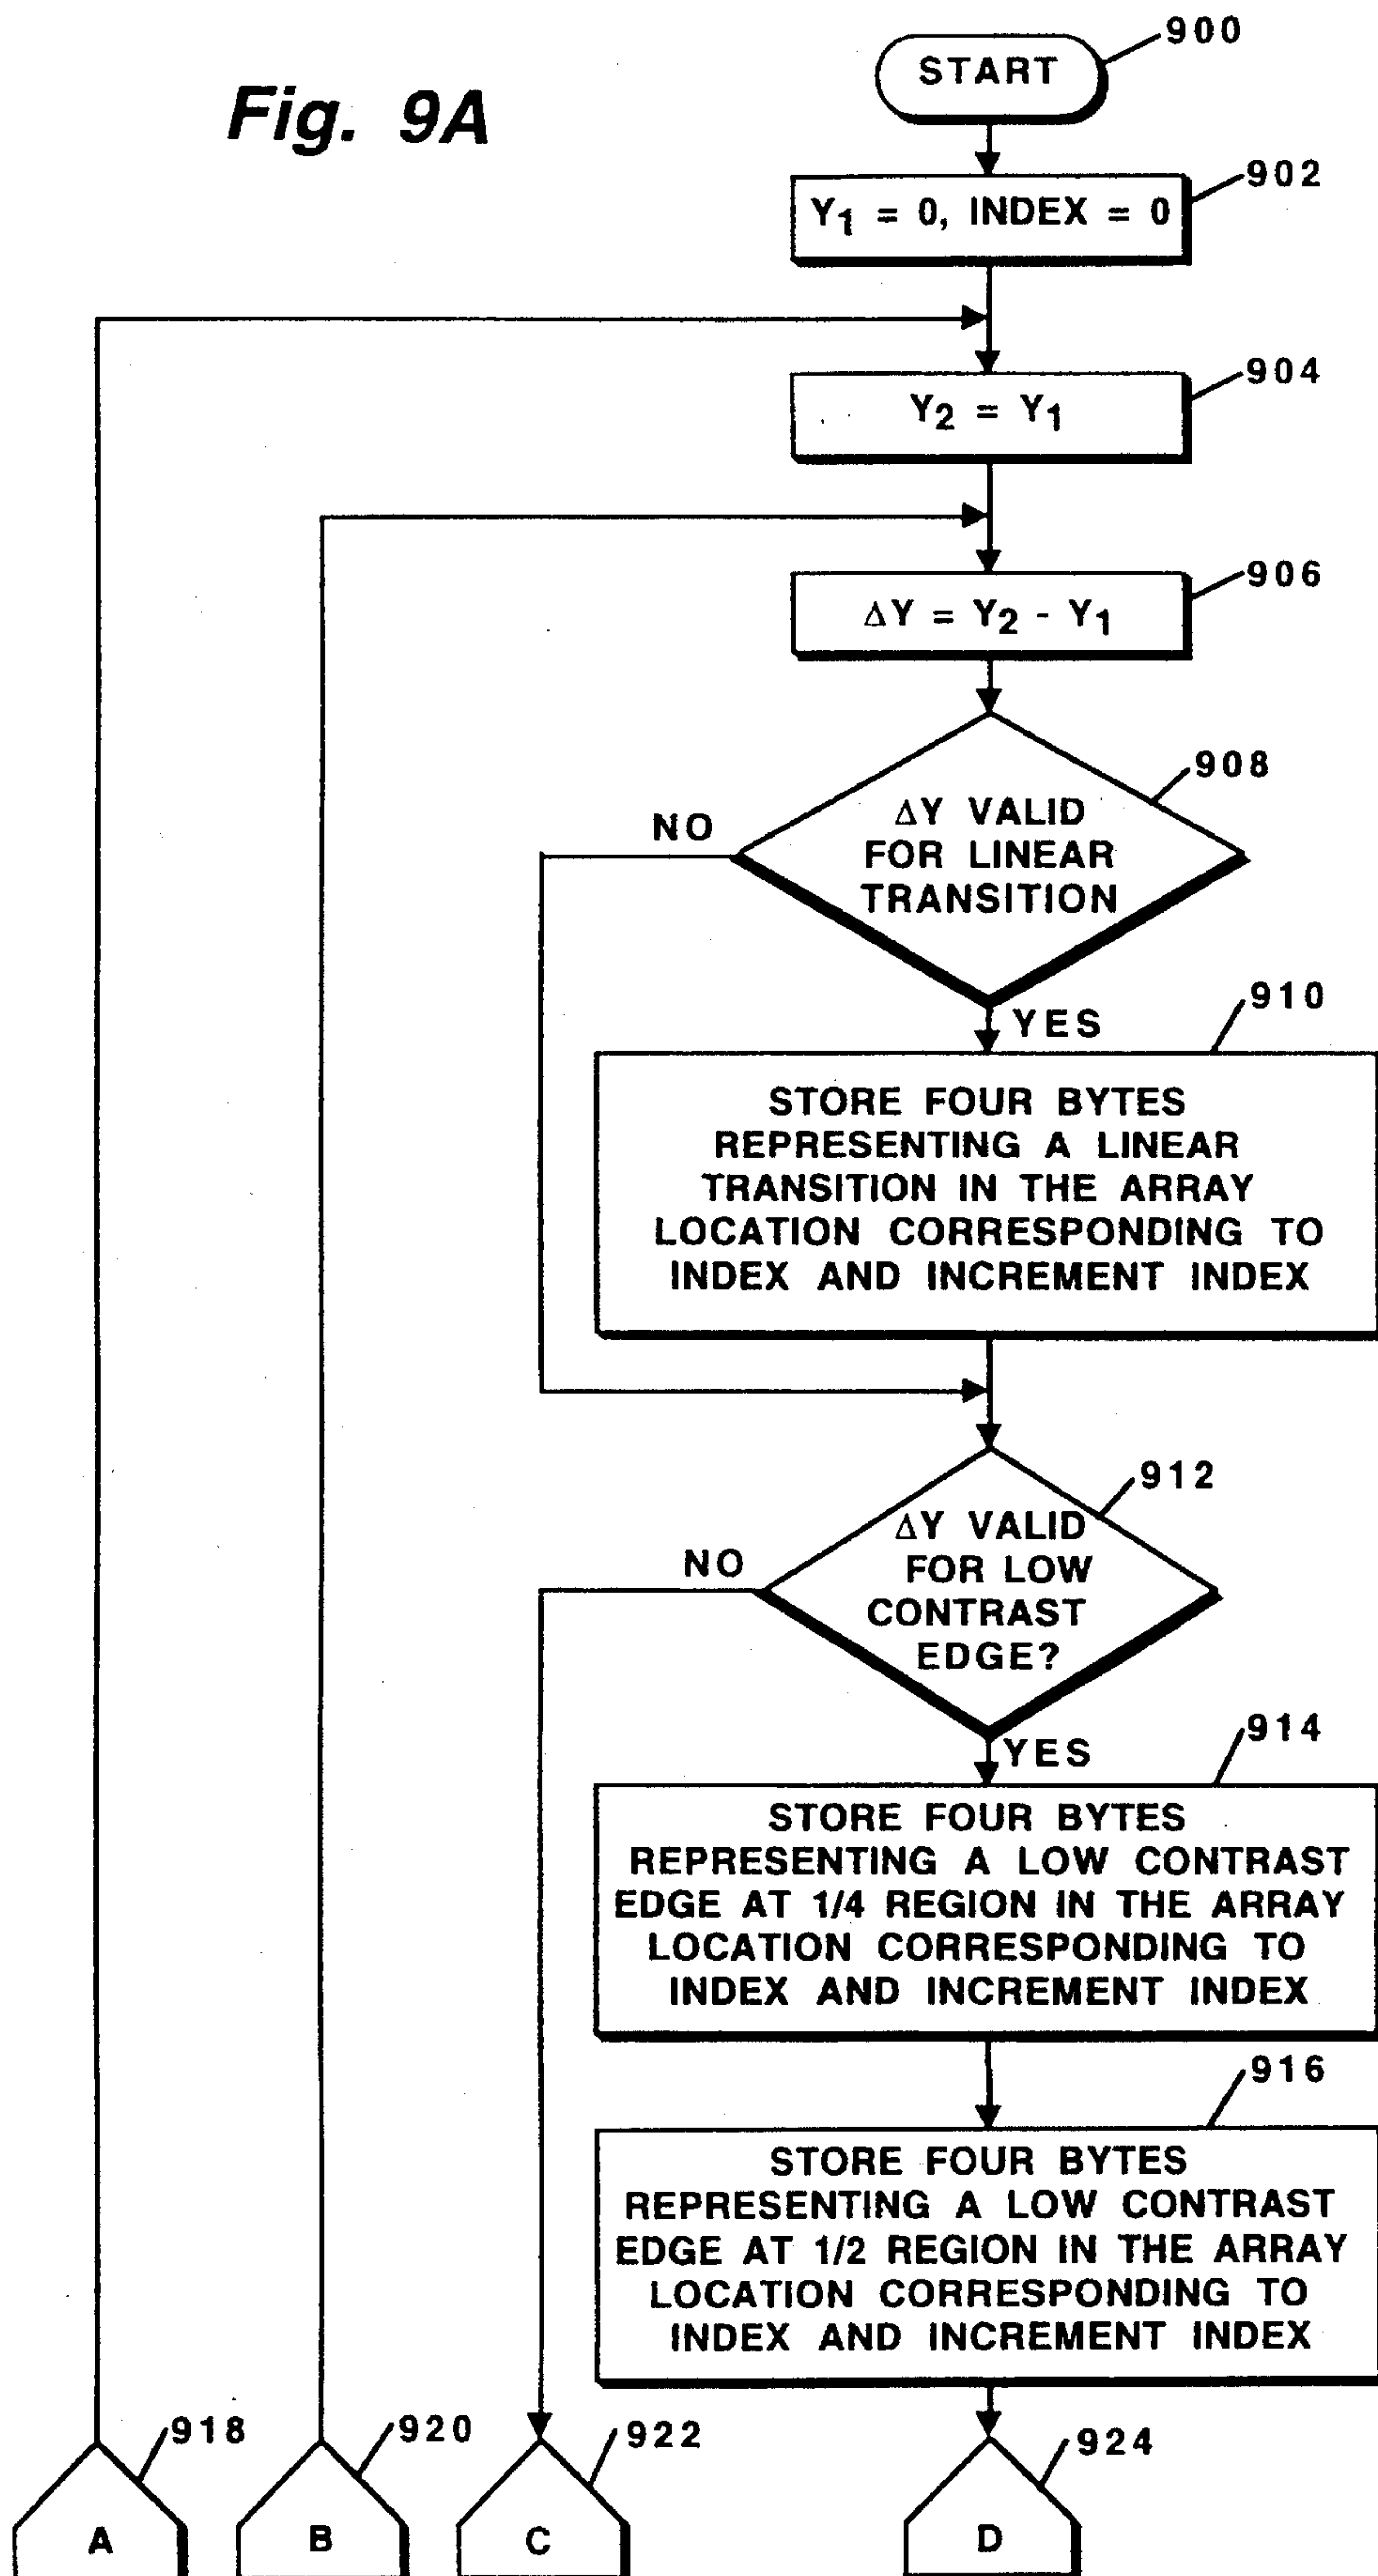 Fig. 9A
900
START
902
Y1 = 0, INDEX = 0
904
Y2 = Y1
906
ΔY = Y2 - Y1
908
ΔY VALID
FOR LINEAR
TRANSITION
NO
YES
910
STORE FOUR BYTES
REPRESENTING A LINEAR
TRANSITION IN THE ARRAY
LOCATION CORRESPONDING TO
INDEX AND INCREMENT INDEX
912
ΔY VALID
FOR LOW
CONTRAST
EDGE?
NO
YES
914
STORE FOUR BYTES
REPRESENTING A LOW CONTRAST
EDGE AT 1/4 REGION IN THE ARRAY
LOCATION CORRESPONDING TO
INDEX AND INCREMENT INDEX
916
STORE FOUR BYTES
REPRESENTING A LOW CONTRAST
EDGE AT 1/2 REGION IN THE ARRAY
LOCATION CORRESPONDING TO
INDEX AND INCREMENT INDEX
918
920
922
924
A
B
C
D